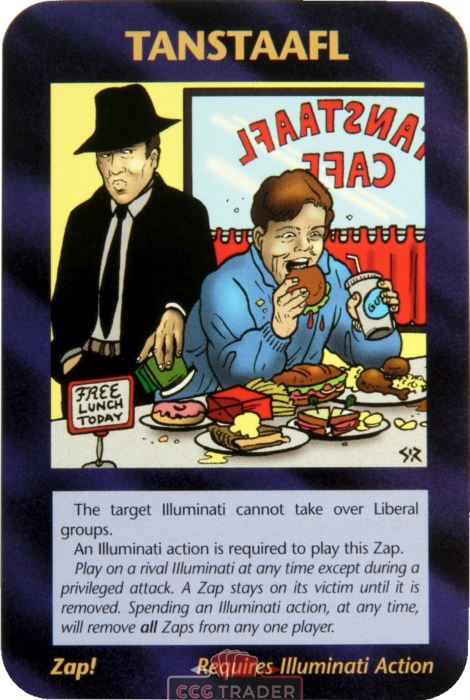 TANSTAAFL
TANSTAAFL
CAFE
FREE
LUNCH
TODAY
SR
The target Illuminati cannot take over Liberal
groups.
An Illuminati action is required to play this Zap.
Play on a rival Illuminati at any time except during a
privileged attack. A Zap stays on its victim until it is
removed. Spending an Illuminati action, at any time,
will remove all Zaps from any one player.
Zap! Requires Illuminati Action
CCG TRADER